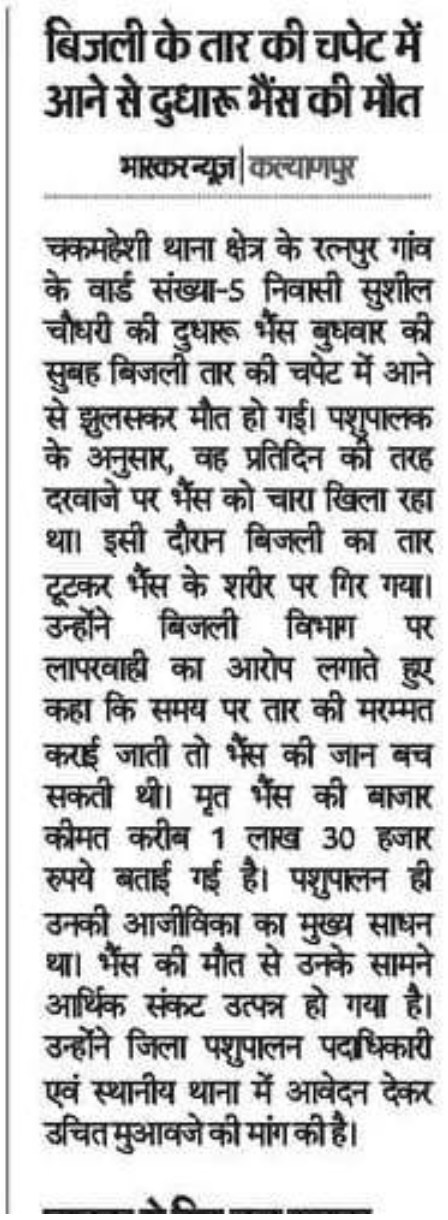 बिजली के तार की चपेट में
आने से दुधारू भैंस की मौत
भास्कर न्यूज | कल्याणपुर
चकमहेशी थाना क्षेत्र के रत्नपुर गांव
के वार्ड संख्या-5 निवासी सुशील
चौधरी की दुधारू भैंस बुधवार की
सुबह बिजली तार की चपेट में आने
से झुलसकर मौत हो गई। पशुपालक
के अनुसार, वह प्रतिदिन की तरह
दरवाजे पर भैंस को चारा खिला रहा
था। इसी दौरान बिजली का तार
टूटकर भैंस के शरीर पर गिर गया।
उन्होंने बिजली विभाग पर
लापरवाही का आरोप लगाते हुए
कहा कि समय पर तार की मरम्मत
कराई जाती तो भैंस की जान बच
सकती थी। मृत भैंस की बाजार
कीमत करीब 1 लाख 30 हजार
रुपये बताई गई है। पशुपालन ही
उनकी आजीविका का मुख्य साधन
था। भैंस की मौत से उनके सामने
आर्थिक संकट उत्पन्न हो गया है।
उन्होंने जिला पशुपालन पदाधिकारी
एवं स्थानीय थाना में आवेदन देकर
उचित मुआवजे की मांग की है।